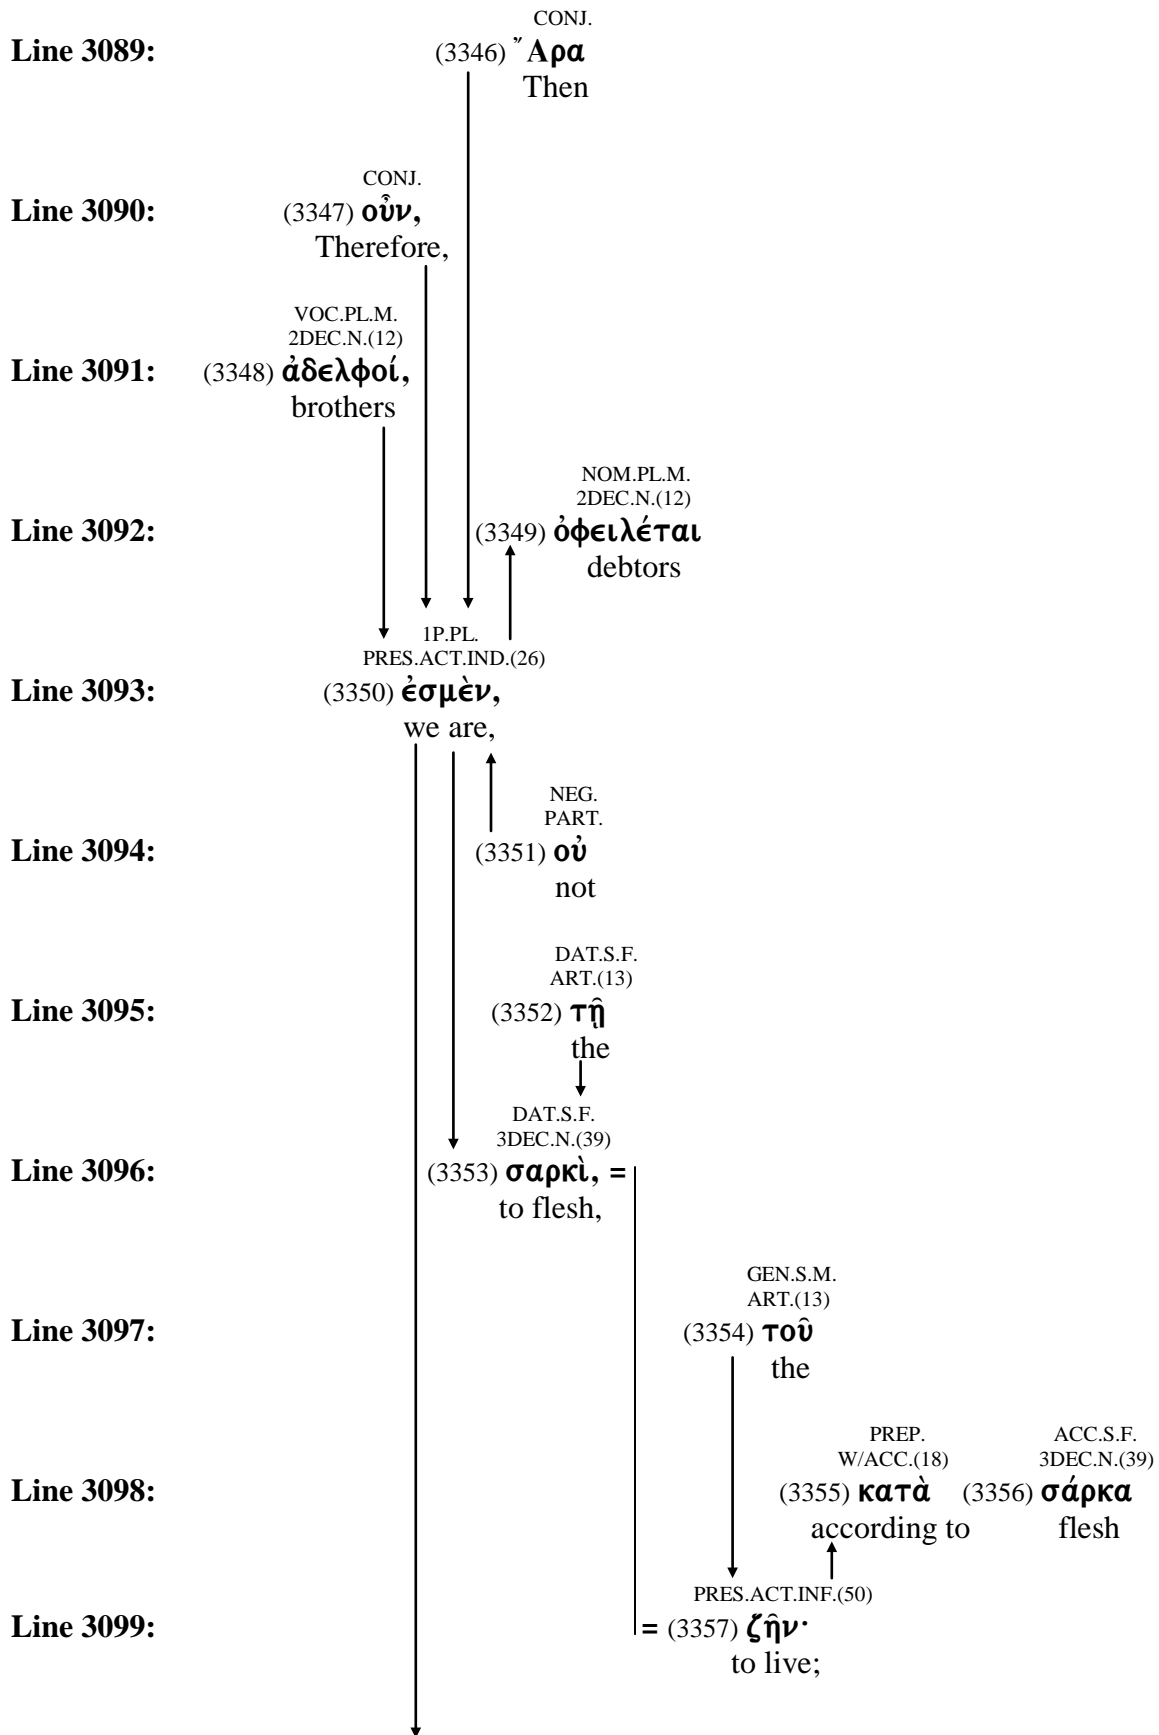 CONJ.
Line 3089: (3346) ῎Αρα
Then
CONJ.
Line 3090: (3347) οὖν,
Therefore,
VOC.PL.M.
2DEC.N.(12)
Line 3091: (3348) ἀδελφοί,
brothers
NOM.PL.M.
2DEC.N.(12)
Line 3092: (3349) ὀφειλέται
debtors
1P.PL.
PRES.ACT.IND.(26)
Line 3093: (3350) ἐσμὲν,
we are,
NEG.
PART.
Line 3094: (3351) οὐ
not
DAT.S.F.
ART.(13)
Line 3095: (3352) τῇ
the
DAT.S.F.
3DEC.N.(39)
Line 3096: (3353) σαρκὶ, =
to flesh,
GEN.S.M.
ART.(13)
Line 3097: (3354) τοῦ
the
PREP. ACC.S.F.
W/ACC.(18) 3DEC.N.(39)
Line 3098: (3355) κατὰ (3356) σάρκα
according to flesh
PRES.ACT.INF.(50)
Line 3099: = (3357) ζῆν·
to live;